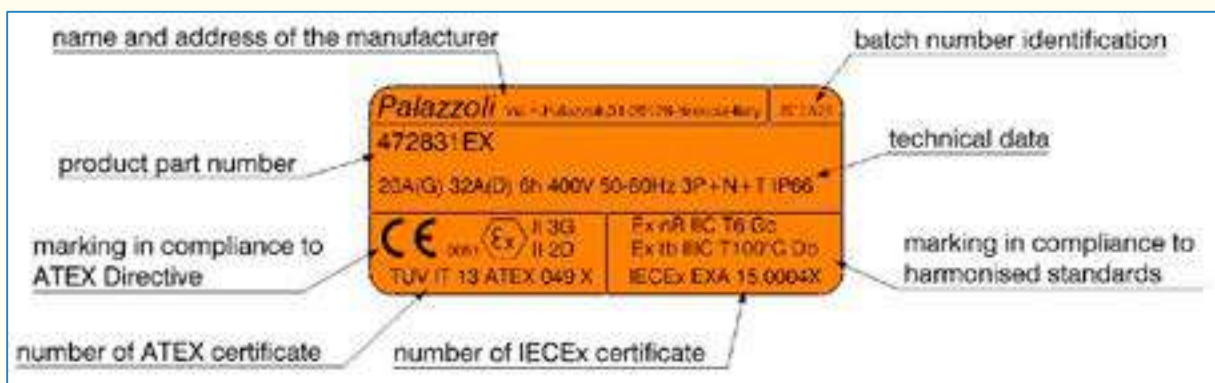 name and address of the manufacturer
batch number identification
Palazzoli
472831EX
product part number
technical data
20A(G) 32A(D) 6h 400V 50-60Hz 3P+N+T IP66
marking in compliance to
ATEX Directive
CE Ex II 3G
II 2D
TUV IT 13 ATEX 049 X
Ex nR IIC T6 Gc
Ex tb IIIC T100°C Db
IECEx EXA 15.0004X
marking in compliance to
harmonised standards
number of ATEX certificate
number of IECEx certificate